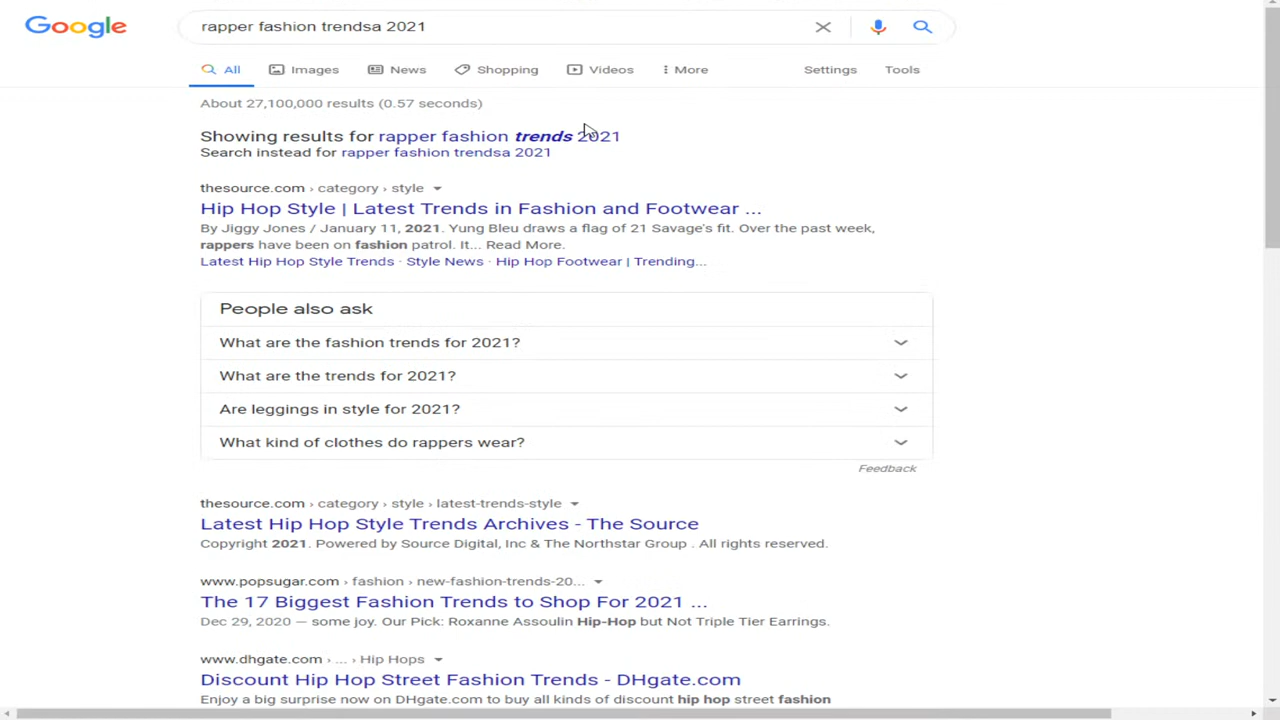 Google
rapper fashion trendsa 2021
All
Images
News
Shopping
Videos
More
Settings
Tools
About 27,100,000 results (0.57 seconds)
Showing results for rapper fashion trends 2021
Search instead for rapper fashion trendsa 2021
thesource.com › category › style
Hip Hop Style | Latest Trends in Fashion and Footwear ...
By Jiggy Jones / January 11, 2021. Yung Bleu draws a flag of 21 Savage's fit. Over the past week,
rappers have been on fashion patrol. It... Read More.
Latest Hip Hop Style Trends · Style News · Hip Hop Footwear | Trending...
People also ask
What are the fashion trends for 2021?
What are the trends for 2021?
Are leggings in style for 2021?
What kind of clothes do rappers wear?
Feedback
thesource.com › category › style › latest-trends-style
Latest Hip Hop Style Trends Archives - The Source
Copyright 2021. Powered by Source Digital, Inc & The Northstar Group . All rights reserved.
www.popsugar.com › fashion › new-fashion-trends-20...
The 17 Biggest Fashion Trends to Shop For 2021 ...
Dec 29, 2020 — some joy. Our Pick: Roxanne Assoulin Hip-Hop but Not Triple Tier Earrings.
www.dhgate.com › ... › Hip Hops
Discount Hip Hop Street Fashion Trends - DHgate.com
Enjoy a big surprise now on DHgate.com to buy all kinds of discount hip hop street fashion